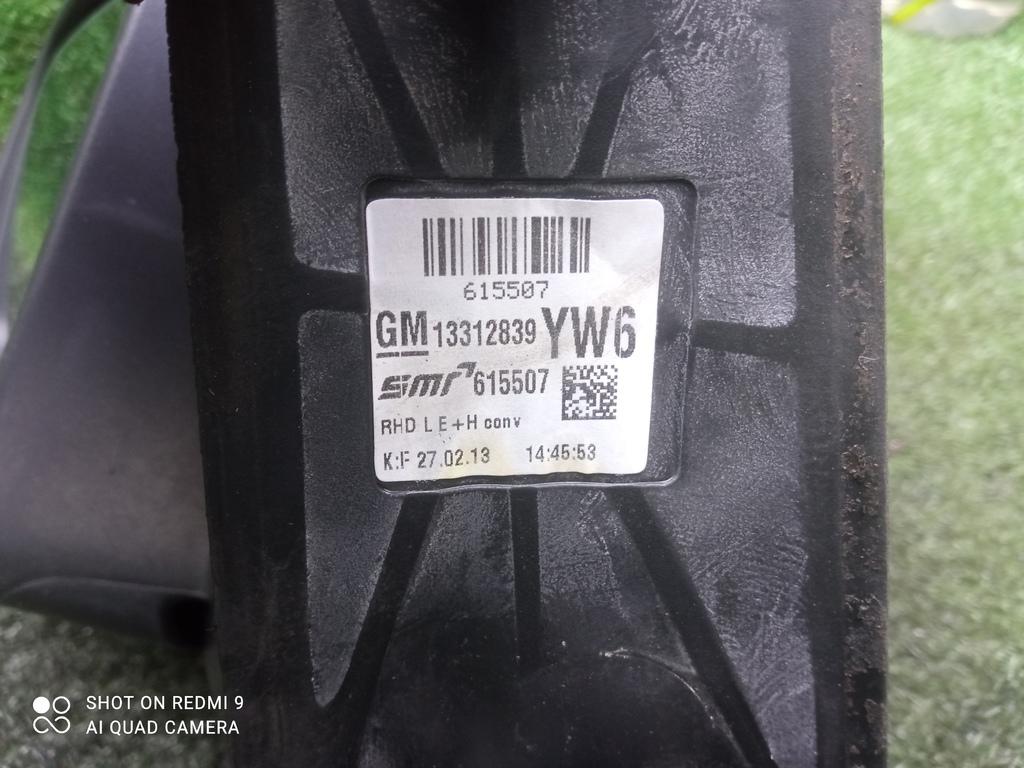 615507
GM 13312839 YW6
smr 615507
RHD L E+H conv
K:F 27.02.13 14:45:53
SHOT ON REDMI 9
AI QUAD CAMERA